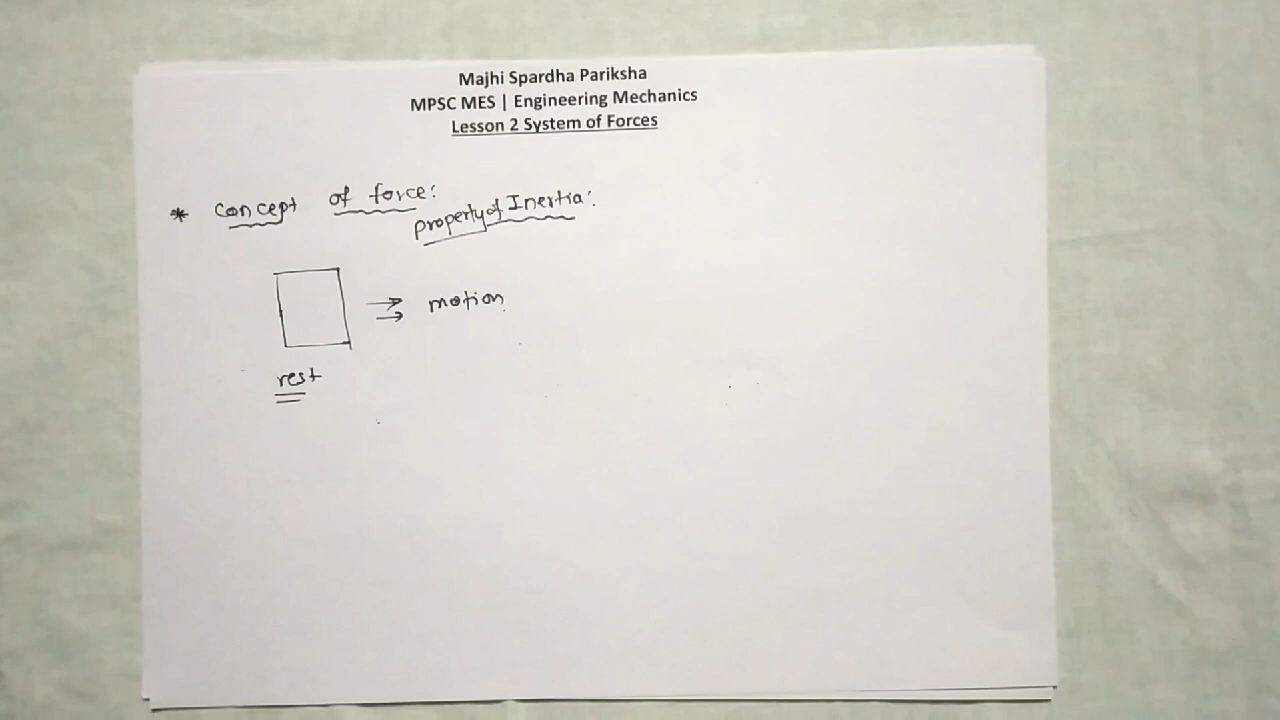 Majhi Spardha Pariksha
MPSC MES | Engineering Mechanics
Lesson 2 System of Forces
* concept of force:
property of Inertia:
motion
rest